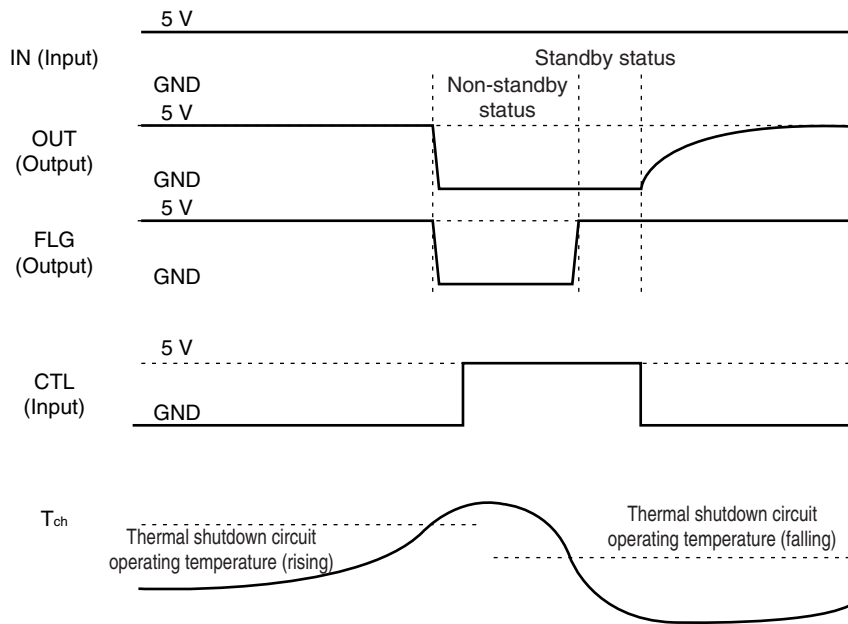 5 V
IN (Input)
Standby status
GND
Non-standby
status
5 V
OUT
(Output)
GND
5 V
FLG
(Output)
GND
5 V
CTL
(Input)
GND
Tch
Thermal shutdown circuit
operating temperature (rising)
Thermal shutdown circuit
operating temperature (falling)